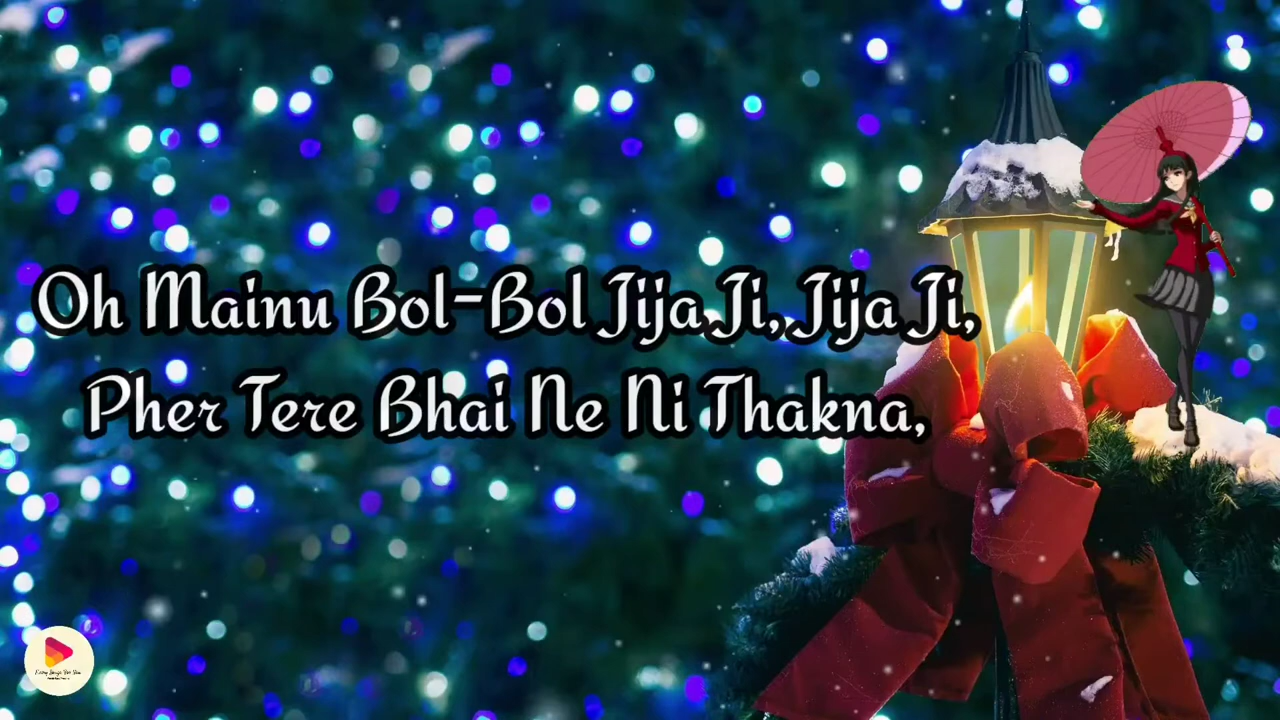 Oh Mainu Bol-Bol Jija Ji, Jija Ji,
Pher Tere Bhai Ne Ni Thakna,